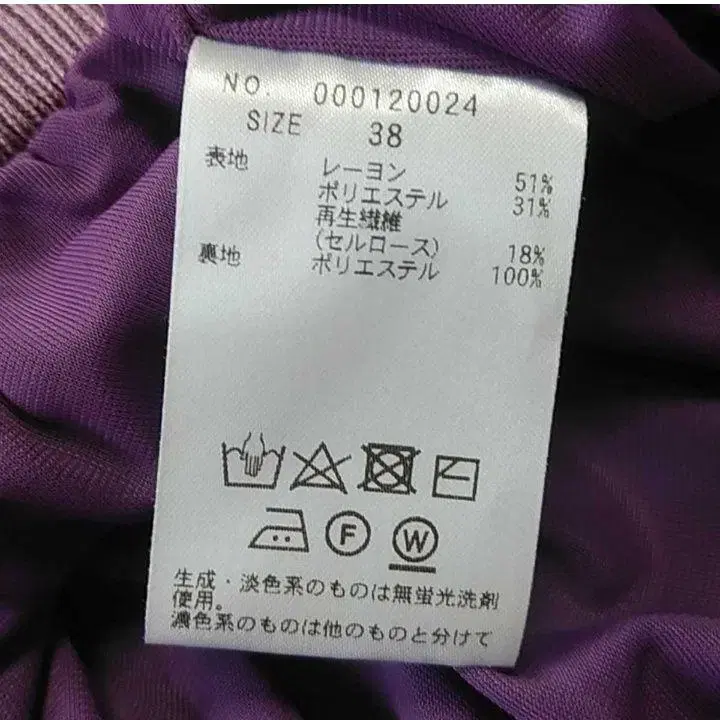 NO. 000120024
SIZE 38
表地 レーヨン 51%
ポリエステル 31%
再生繊維
(セルロース) 18%
裏地 ポリエステル 100%
F W
生成・淡色系のものは無蛍光洗剤
使用。
濃色系のものは他のものと分けて